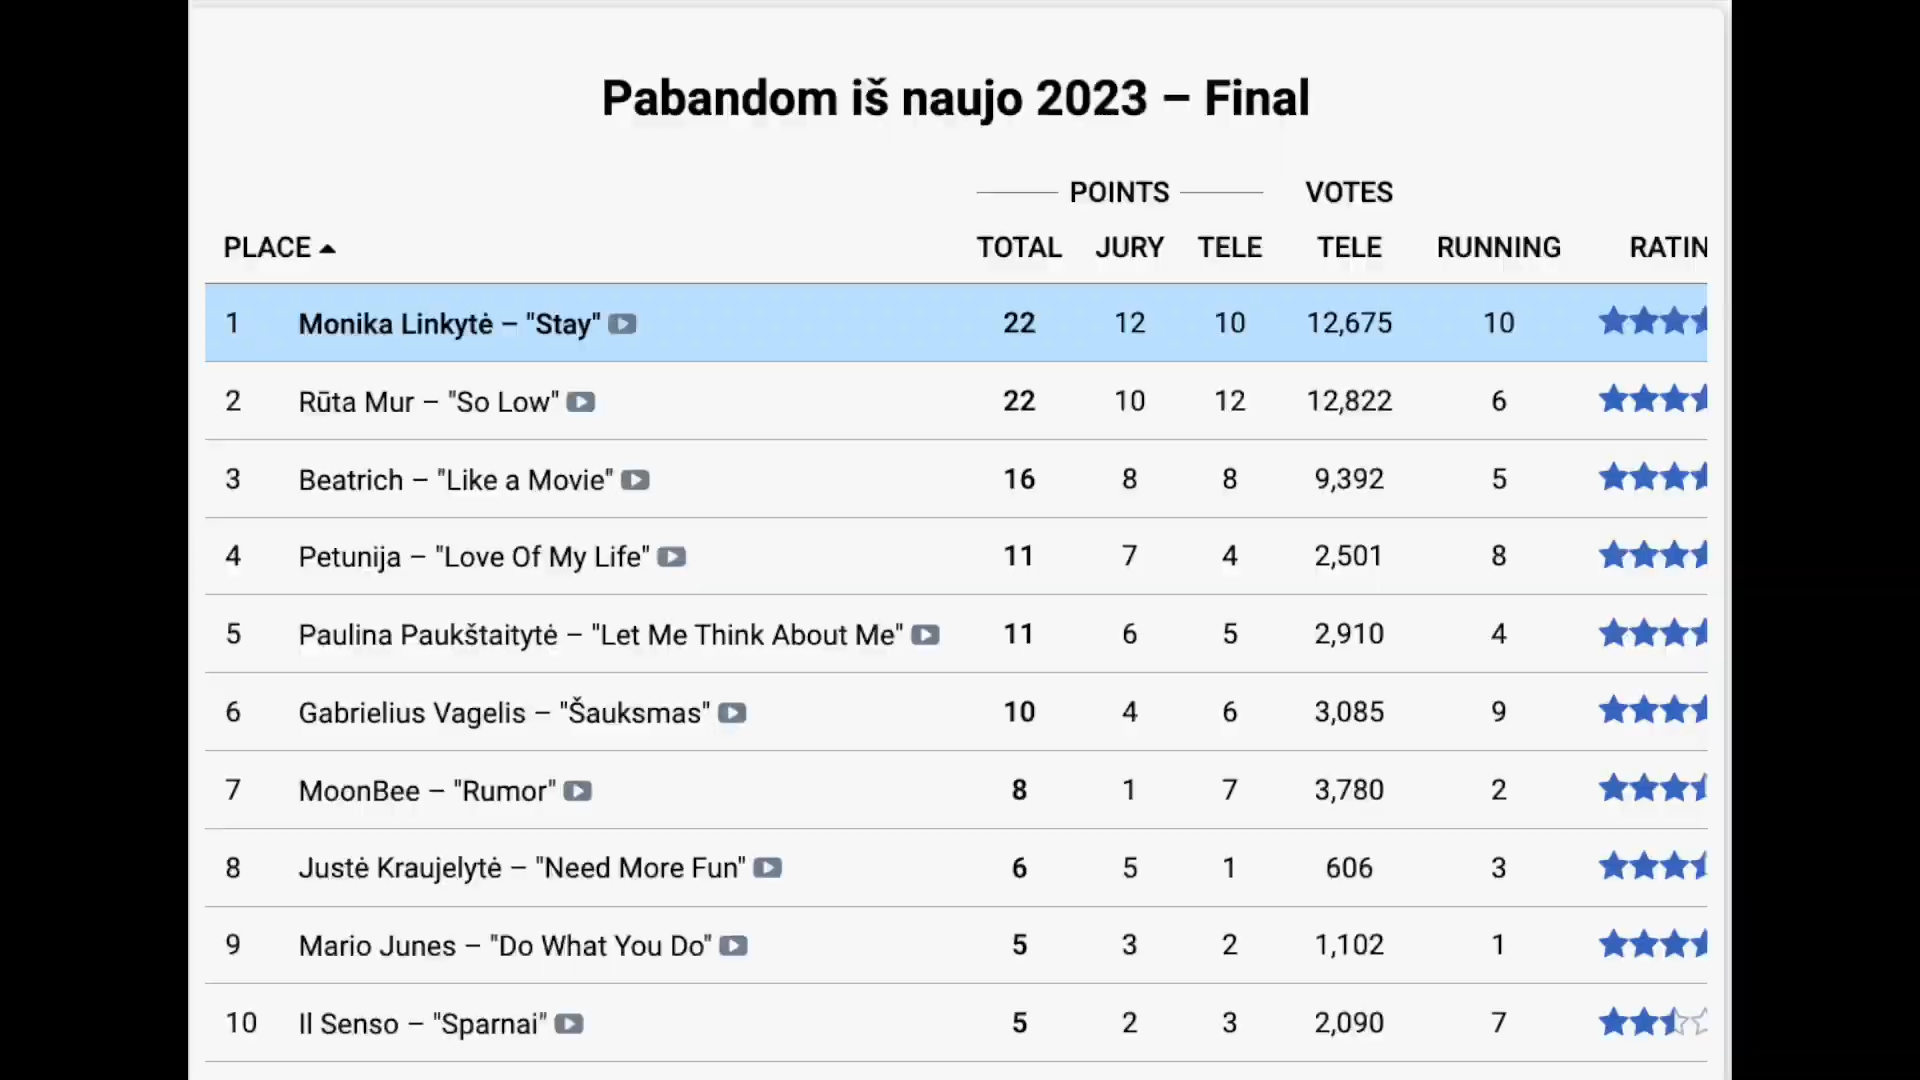 Pabandom iš naujo 2023 – Final
POINTS VOTES
PLACE TOTAL JURY TELE TELE RUNNING RATIN
1 Monika Linkytė – "Stay" 22 12 10 12,675 10
2 Rūta Mur – "So Low" 22 10 12 12,822 6
3 Beatrich – "Like a Movie" 16 8 8 9,392 5
4 Petunija – "Love Of My Life" 11 7 4 2,501 8
5 Paulina Paukštaitytė – "Let Me Think About Me" 11 6 5 2,910 4
6 Gabrielius Vagelis – "Šauksmas" 10 4 6 3,085 9
7 MoonBee – "Rumor" 8 1 7 3,780 2
8 Justė Kraujelytė – "Need More Fun" 6 5 1 606 3
9 Mario Junes – "Do What You Do" 5 3 2 1,102 1
10 Il Senso – "Sparnai" 5 2 3 2,090 7